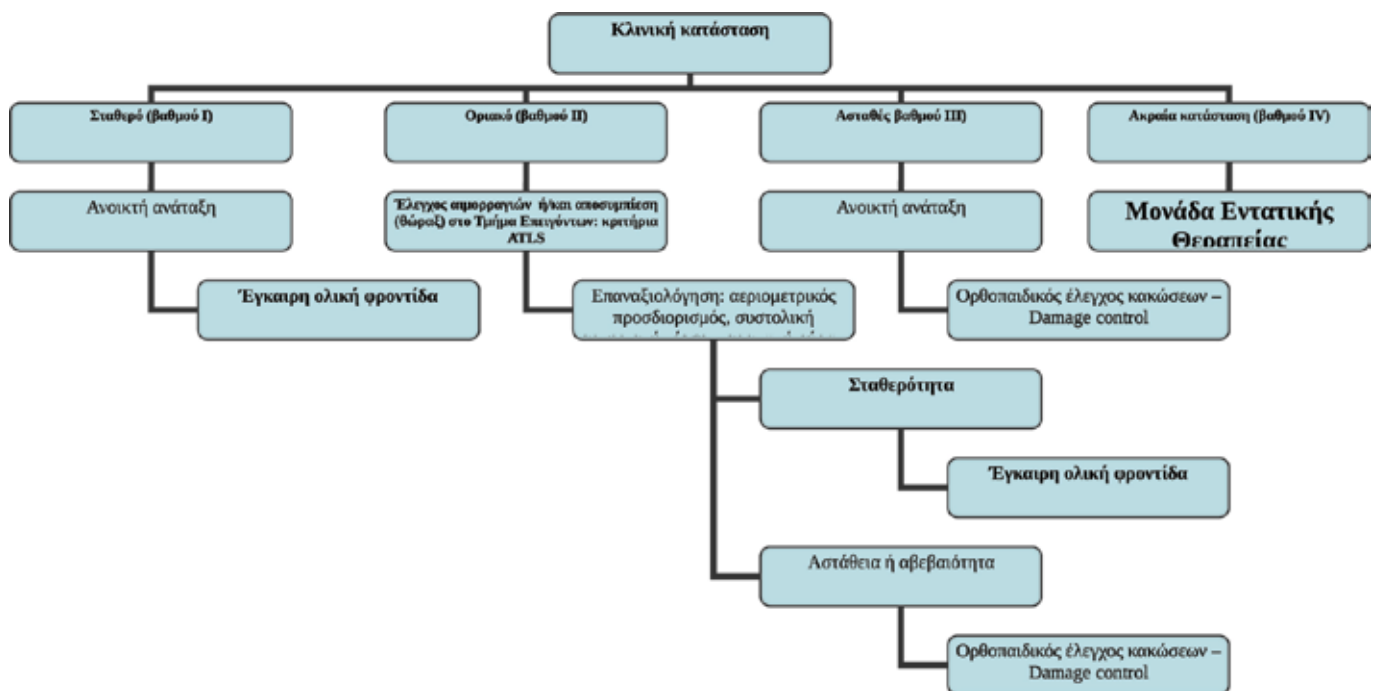 Κλινική κατάσταση
Σταθερό (βαθμού I)
Οριακό (βαθμού II)
Ασταθές βαθμού III)
Ακραία κατάσταση (βαθμού IV)
Ανοικτή ανάταξη
Έλεγχος αιμορραγιών ή/και αποσυμπίεση
(θώραξ) στο Τμήμα Επειγόντων: κριτήρια
ATLS
Ανοικτή ανάταξη
Μονάδα Εντατικής
Θεραπείας
Έγκαιρη ολική φροντίδα
Επαναξιολόγηση: αεριομετρικός
προσδιορισμός, συστολική
Ορθοπαιδικός έλεγχος κακώσεων –
Damage control
Σταθερότητα
Έγκαιρη ολική φροντίδα
Αστάθεια ή αβεβαιότητα
Ορθοπαιδικός έλεγχος κακώσεων –
Damage control